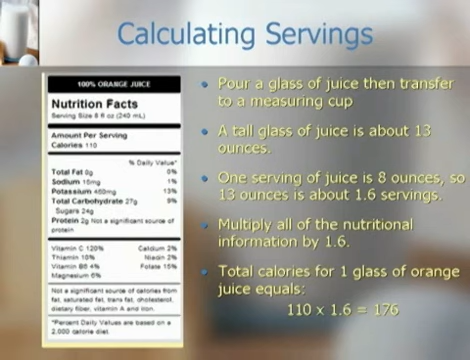 Calculating Servings
100% ORANGE JUICE
Nutrition Facts
Serving Size 8 fl oz (240 mL)
Amount Per Serving
Calories 110
% Daily Value*
Total Fat 0g 0%
Sodium 15mg 1%
Potassium 450mg 13%
Total Carbohydrate 27g 9%
Sugars 24g
Protein 2g Not a significant source of
protein
Vitamin C 120% Calcium 2%
Thiamin 10% Niacin 2%
Vitamin B6 4% Folate 15%
Magnesium 6%
Not a significant source of calories from
fat, saturated fat, trans fat, cholesterol,
dietary fiber, vitamin A and iron.
*Percent Daily Values are based on a
2,000 calorie diet.
• Pour a glass of juice then transfer
to a measuring cup
• A tall glass of juice is about 13
ounces.
• One serving of juice is 8 ounces, so
13 ounces is about 1.6 servings.
• Multiply all of the nutritional
information by 1.6.
• Total calories for 1 glass of orange
juice equals:
110 x 1.6 = 176